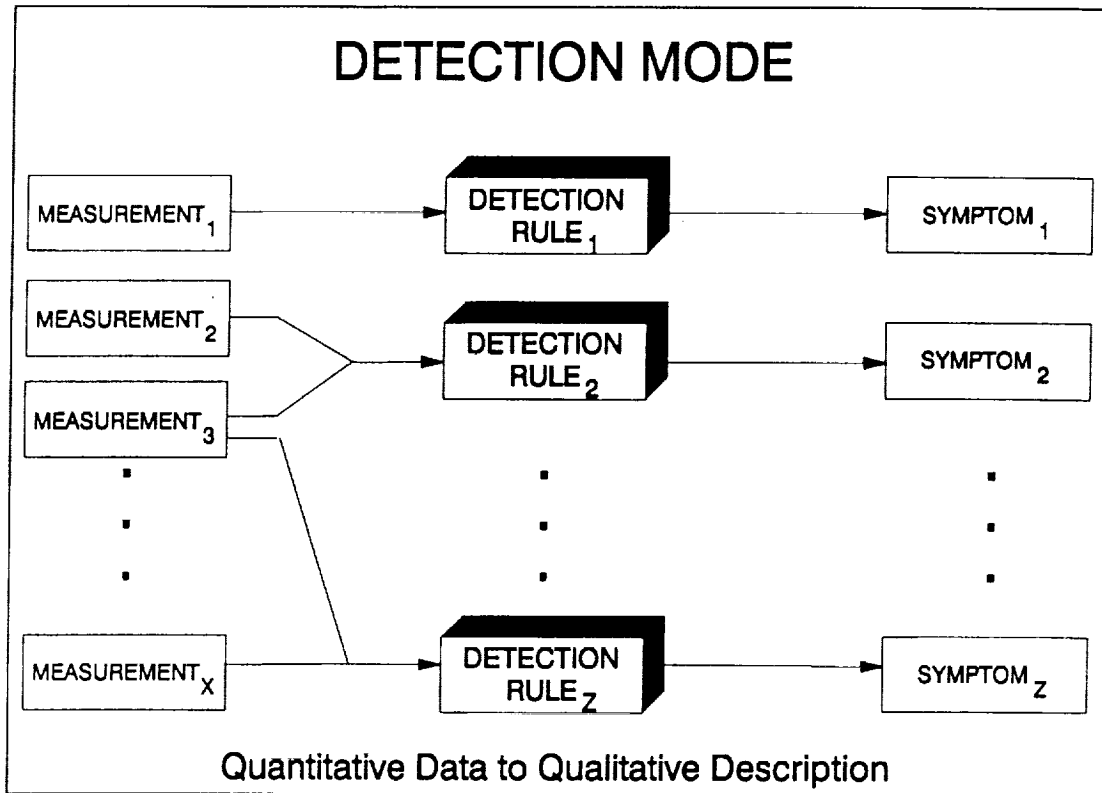 DETECTION MODE
MEASUREMENT1
DETECTION
RULE1
SYMPTOM1
MEASUREMENT2
DETECTION
RULE2
SYMPTOM2
MEASUREMENT3
MEASUREMENTX
DETECTION
RULEZ
SYMPTOMZ
Quantitative Data to Qualitative Description